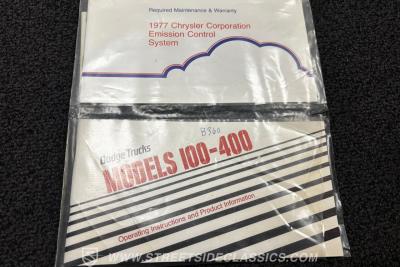 Required Maintenance & Warranty
1977 Chrysler Corporation
Emission Control
System
Dodge Trucks
MODELS 100-400
Operating Instructions and Product Information
WWW.STREETSIDECLASSICS.COM